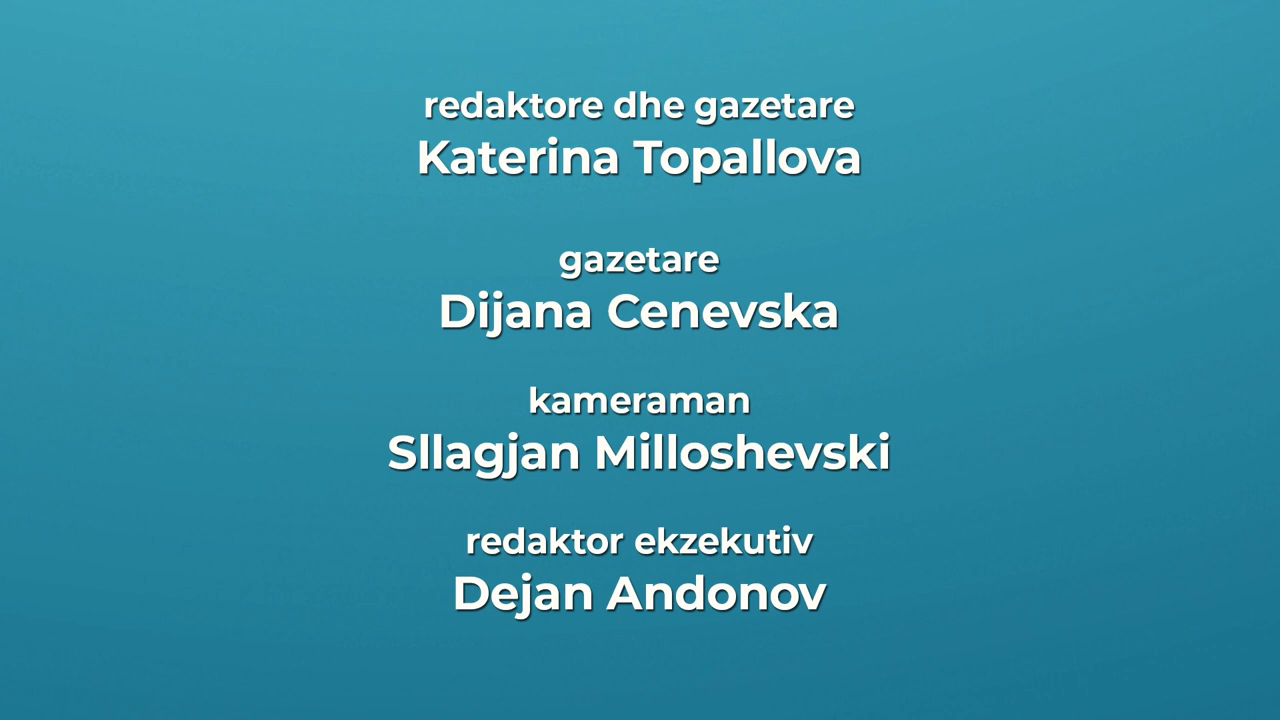 redaktore dhe gazetare
Katerina Topallova
gazetare
Dijana Cenevska
kameraman
Sllagjan Milloshevski
redaktor ekzekutiv
Dejan Andonov